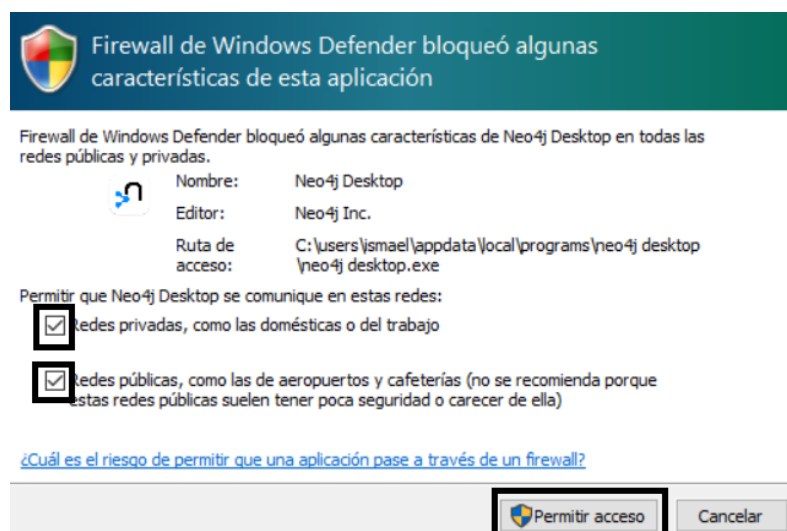 Firewall de Windows Defender bloqueó algunas
características de esta aplicación
Firewall de Windows Defender bloqueó algunas características de Neo4j Desktop en todas las
redes públicas y privadas.
Nombre: Neo4j Desktop
Editor: Neo4j Inc.
Ruta de acceso: C:\users\ismael\appdata\local\programs\neo4j desktop
\neo4j desktop.exe
Permitir que Neo4j Desktop se comunique en estas redes:
Redes privadas, como las domésticas o del trabajo
Redes públicas, como las de aeropuertos y cafeterías (no se recomienda porque
estas redes públicas suelen tener poca seguridad o carecer de ella)
¿Cuál es el riesgo de permitir que una aplicación pase a través de un firewall?
Permitir acceso Cancelar